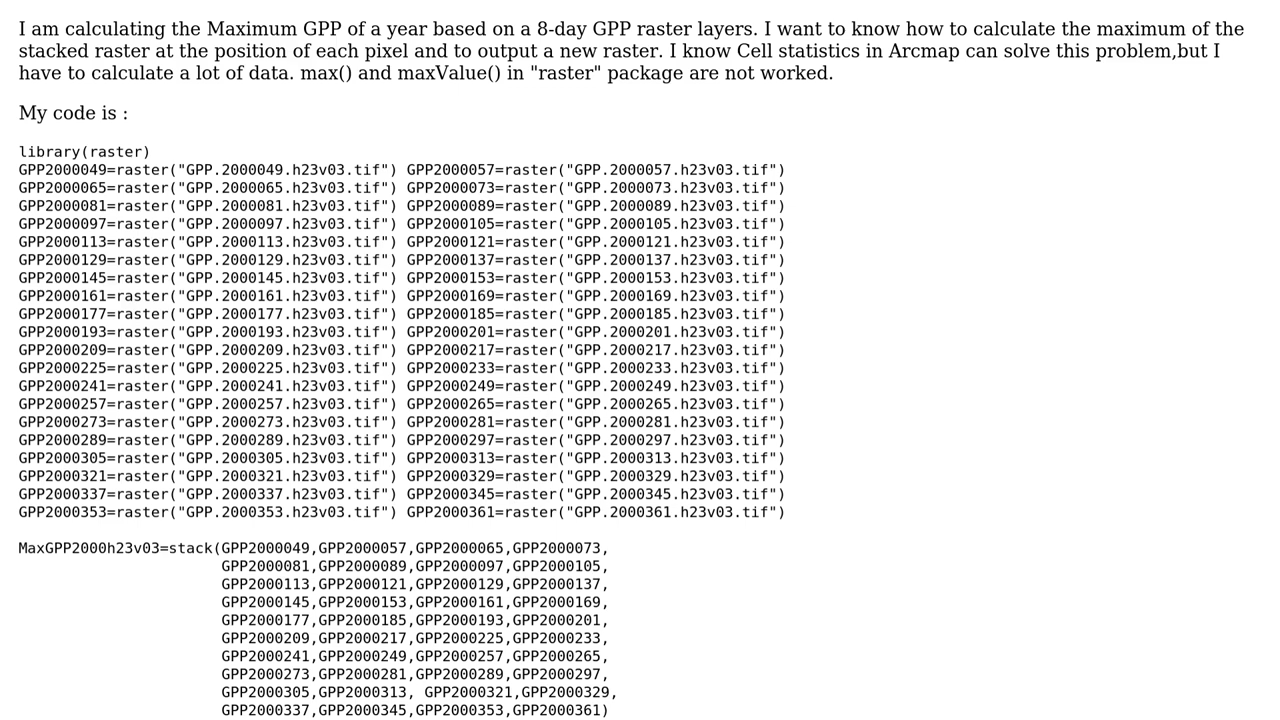 I am calculating the Maximum GPP of a year based on a 8-day GPP raster layers. I want to know how to calculate the maximum of the
stacked raster at the position of each pixel and to output a new raster. I know Cell statistics in Arcmap can solve this problem,but I
have to calculate a lot of data. max() and maxValue() in "raster" package are not worked.
My code is :
library(raster)
GPP2000049=raster("GPP.2000049.h23v03.tif") GPP2000057=raster("GPP.2000057.h23v03.tif")
GPP2000065=raster("GPP.2000065.h23v03.tif") GPP2000073=raster("GPP.2000073.h23v03.tif")
GPP2000081=raster("GPP.2000081.h23v03.tif") GPP2000089=raster("GPP.2000089.h23v03.tif")
GPP2000097=raster("GPP.2000097.h23v03.tif") GPP2000105=raster("GPP.2000105.h23v03.tif")
GPP2000113=raster("GPP.2000113.h23v03.tif") GPP2000121=raster("GPP.2000121.h23v03.tif")
GPP2000129=raster("GPP.2000129.h23v03.tif") GPP2000137=raster("GPP.2000137.h23v03.tif")
GPP2000145=raster("GPP.2000145.h23v03.tif") GPP2000153=raster("GPP.2000153.h23v03.tif")
GPP2000161=raster("GPP.2000161.h23v03.tif") GPP2000169=raster("GPP.2000169.h23v03.tif")
GPP2000177=raster("GPP.2000177.h23v03.tif") GPP2000185=raster("GPP.2000185.h23v03.tif")
GPP2000193=raster("GPP.2000193.h23v03.tif") GPP2000201=raster("GPP.2000201.h23v03.tif")
GPP2000209=raster("GPP.2000209.h23v03.tif") GPP2000217=raster("GPP.2000217.h23v03.tif")
GPP2000225=raster("GPP.2000225.h23v03.tif") GPP2000233=raster("GPP.2000233.h23v03.tif")
GPP2000241=raster("GPP.2000241.h23v03.tif") GPP2000249=raster("GPP.2000249.h23v03.tif")
GPP2000257=raster("GPP.2000257.h23v03.tif") GPP2000265=raster("GPP.2000265.h23v03.tif")
GPP2000273=raster("GPP.2000273.h23v03.tif") GPP2000281=raster("GPP.2000281.h23v03.tif")
GPP2000289=raster("GPP.2000289.h23v03.tif") GPP2000297=raster("GPP.2000297.h23v03.tif")
GPP2000305=raster("GPP.2000305.h23v03.tif") GPP2000313=raster("GPP.2000313.h23v03.tif")
GPP2000321=raster("GPP.2000321.h23v03.tif") GPP2000329=raster("GPP.2000329.h23v03.tif")
GPP2000337=raster("GPP.2000337.h23v03.tif") GPP2000345=raster("GPP.2000345.h23v03.tif")
GPP2000353=raster("GPP.2000353.h23v03.tif") GPP2000361=raster("GPP.2000361.h23v03.tif")
MaxGPP2000h23v03=stack(GPP2000049,GPP2000057,GPP2000065,GPP2000073,
GPP2000081,GPP2000089,GPP2000097,GPP2000105,
GPP2000113,GPP2000121,GPP2000129,GPP2000137,
GPP2000145,GPP2000153,GPP2000161,GPP2000169,
GPP2000177,GPP2000185,GPP2000193,GPP2000201,
GPP2000209,GPP2000217,GPP2000225,GPP2000233,
GPP2000241,GPP2000249,GPP2000257,GPP2000265,
GPP2000273,GPP2000281,GPP2000289,GPP2000297,
GPP2000305,GPP2000313, GPP2000321,GPP2000329,
GPP2000337,GPP2000345,GPP2000353,GPP2000361)